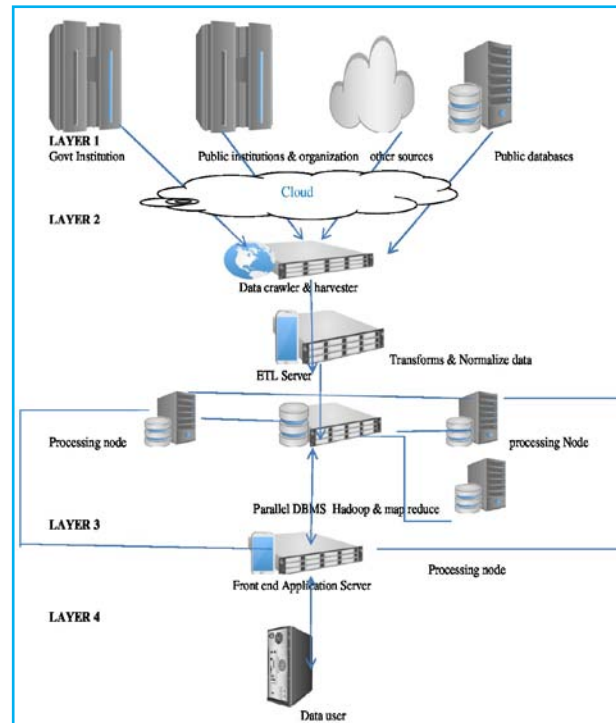 LAYER 1
Govt Institution
Public institutions & organization
other sources
Public databases
Cloud
LAYER 2
Data crawler & harvester
ETL Server
Transforms & Normalize data
Processing node
processing Node
Parallel DBMS Hadoop & map reduce
LAYER 3
Processing node
Front end Application Server
LAYER 4
Data user